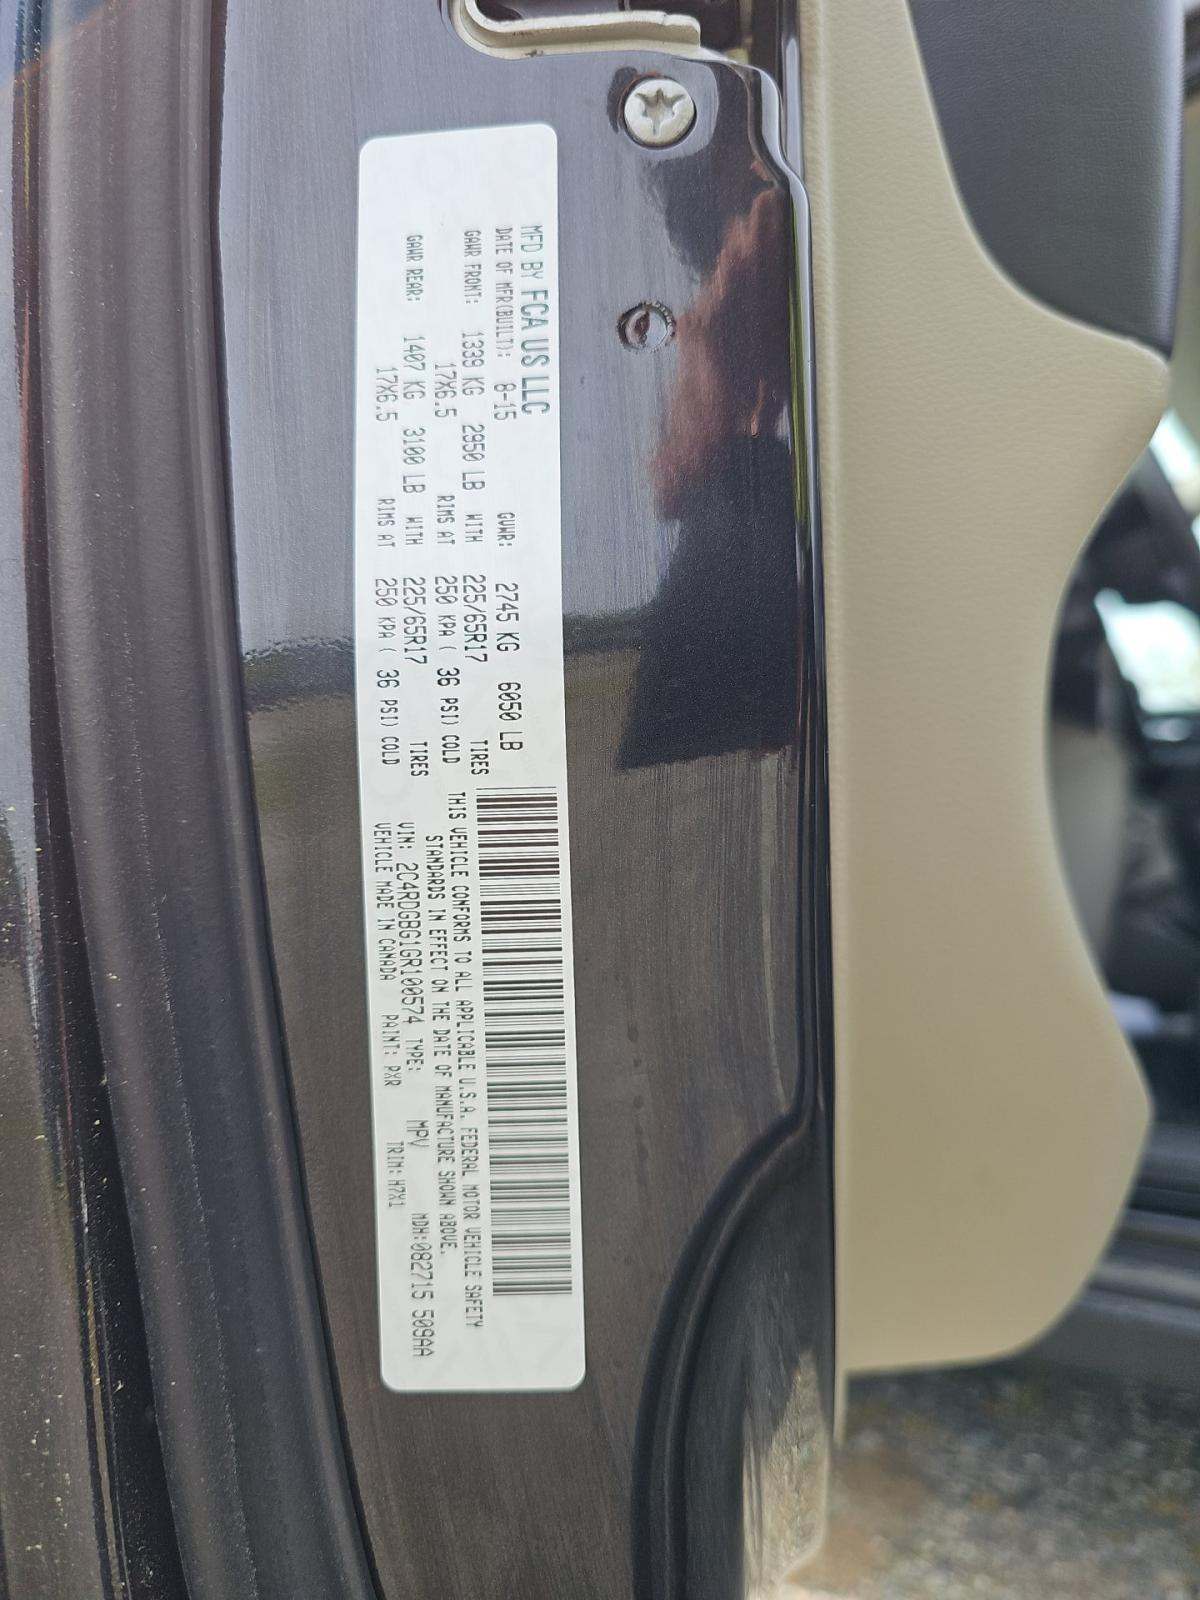 MFD BY FCA US LLC
DATE OF MFR(BUILT): 8-15 GVWR: 2745 KG 6050 LB
GAWR FRONT: 1339 KG 2950 LB WITH 225/65R17 TIRES
17X6.5 RIMS AT 250 KPA ( 36 PSI) COLD
GAWR REAR: 1407 KG 3100 LB WITH 225/65R17 TIRES
17X6.5 RIMS AT 250 KPA ( 36 PSI) COLD
THIS VEHICLE CONFORMS TO ALL APPLICABLE U.S.A. FEDERAL MOTOR VEHICLE SAFETY
STANDARDS IN EFFECT ON THE DATE OF MANUFACTURE SHOWN ABOVE.
VIN: 2C4RDGBG1GR100574 TYPE: MPV MDH:082715 509AA
VEHICLE MADE IN CANADA PAINT: PXR TRIM: H7X1